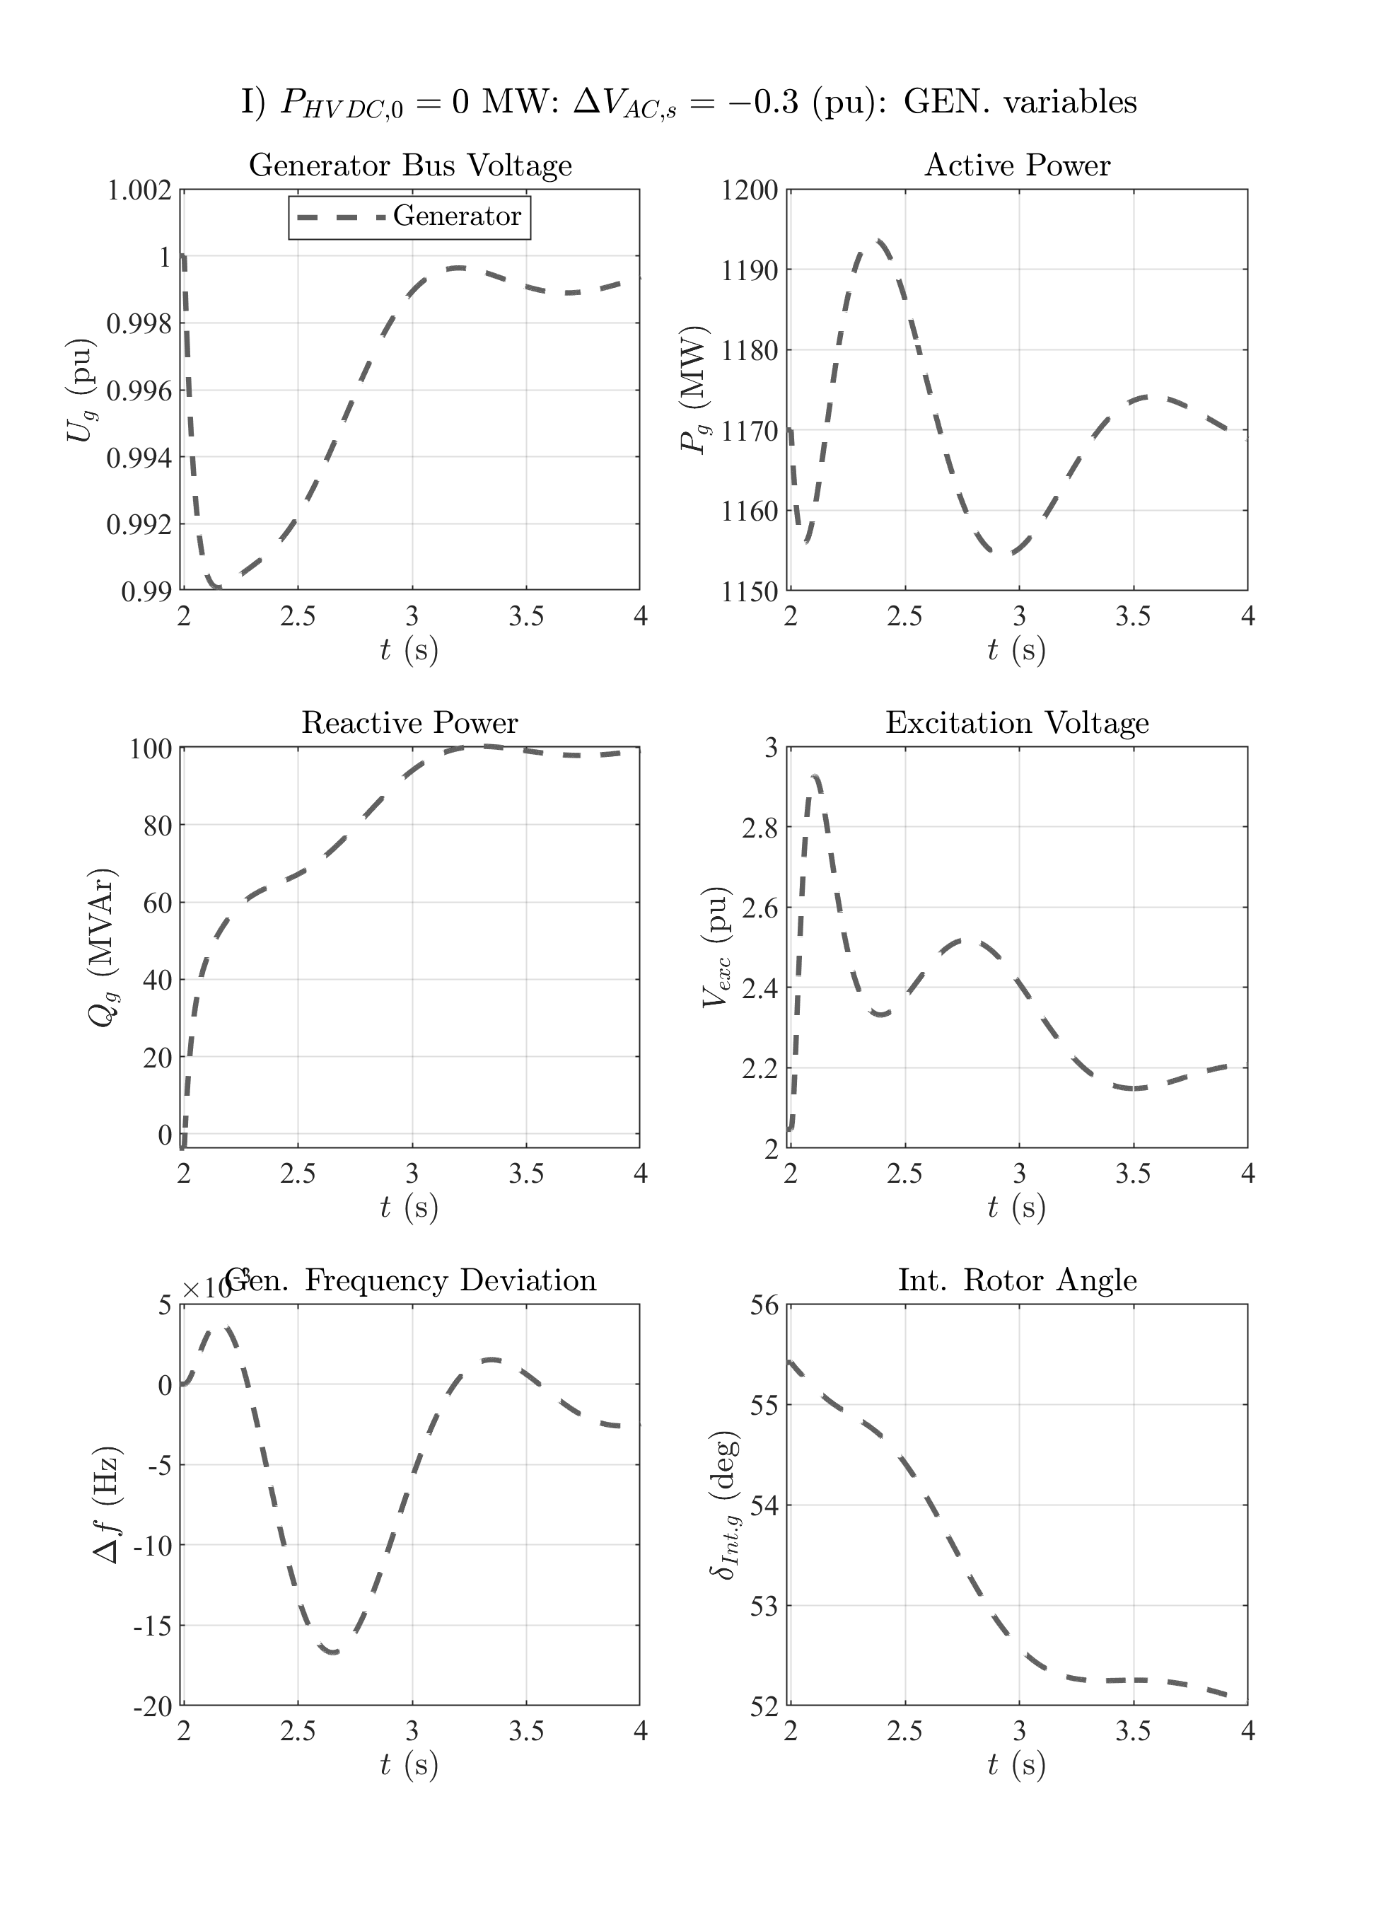 I) P_{HVDC,0} = 0 MW: ΔV_{AC,s} = −0.3 (pu): GEN. variables
Generator Bus Voltage
1.002
1
0.998
0.996
0.994
0.992
0.99
U_g (pu)
Generator
2 2.5 3 3.5 4
t (s)
Active Power
1200
1190
1180
1170
1160
1150
P_g (MW)
2 2.5 3 3.5 4
t (s)
Reactive Power
100
80
60
40
20
0
Q_g (MVAr)
2 2.5 3 3.5 4
t (s)
Excitation Voltage
3
2.8
2.6
2.4
2.2
2
V_{exc} (pu)
2 2.5 3 3.5 4
t (s)
Gen. Frequency Deviation
×10^{-3}
5
0
-5
-10
-15
-20
Δf (Hz)
2 2.5 3 3.5 4
t (s)
Int. Rotor Angle
56
55
54
53
52
δ_{Int.g} (deg)
2 2.5 3 3.5 4
t (s)